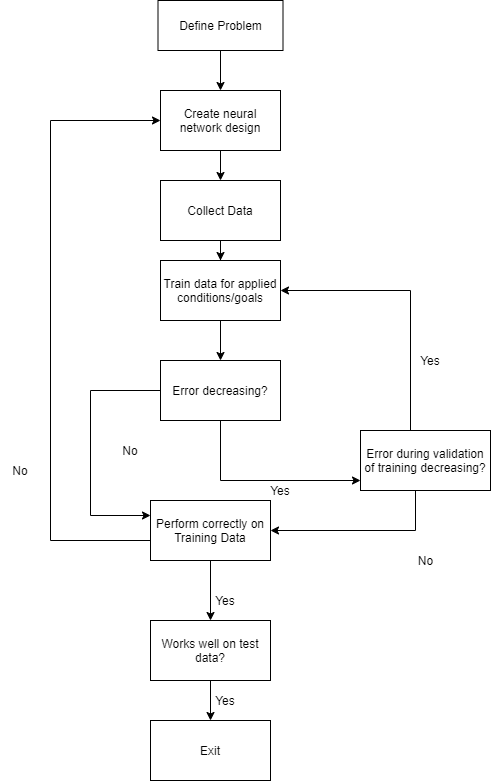 Define Problem
Create neural
network design
Collect Data
Train data for applied
conditions/goals
Yes
Error decreasing?
No
Error during validation
of training decreasing?
No
Yes
Perform correctly on
Training Data
No
Yes
Works well on test
data?
Yes
Exit